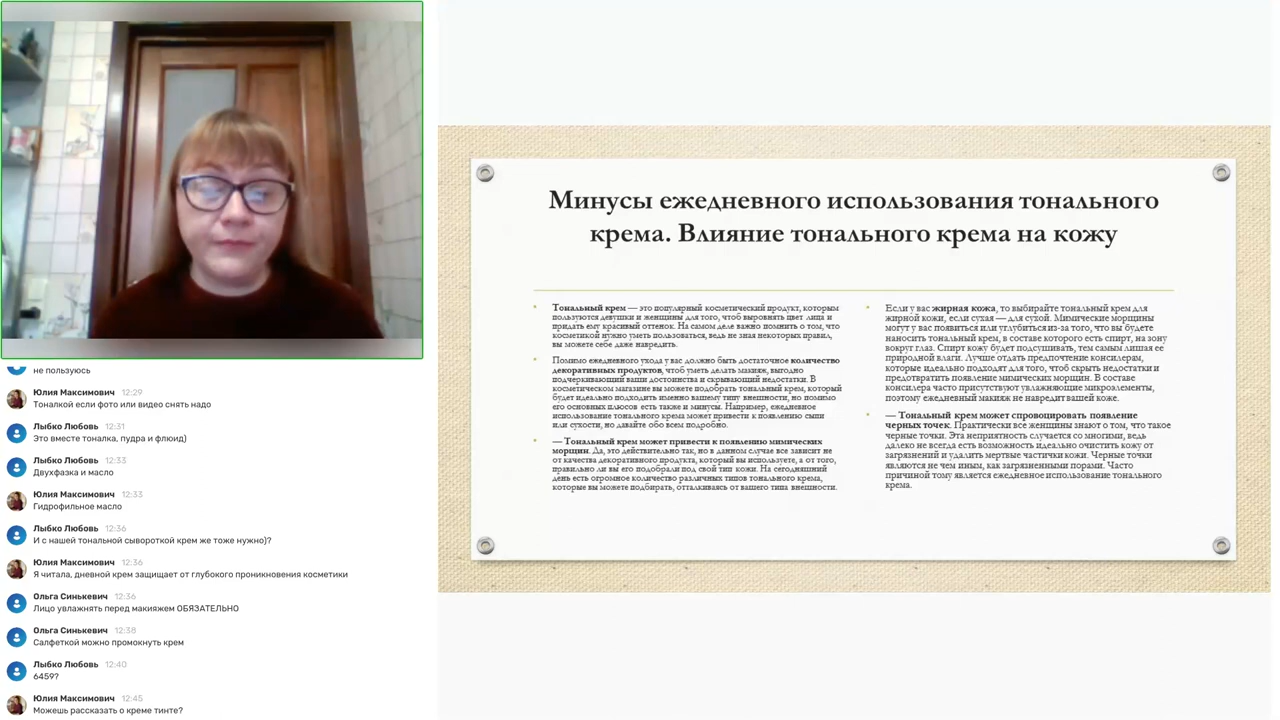 не пользуюсь
Юлия Максимович 12:29
Тоналкой если фото или видео снять надо
Лыбко Любовь 12:31
Это вместе тоналка, пудра и флюид)
Лыбко Любовь 12:33
Двухфазка и масло
Юлия Максимович 12:33
Гидрофильное масло
Лыбко Любовь 12:36
И с нашей тональной сывороткой крем же тоже нужно)?
Юлия Максимович 12:36
Я читала, дневной крем защищает от глубокого проникновения косметики
Ольга Синькевич 12:36
Лицо увлажнять перед макияжем ОБЯЗАТЕЛЬНО
Ольга Синькевич 12:38
Салфеткой можно промокнуть крем
Лыбко Любовь 12:40
6459?
Юлия Максимович 12:45
Можешь рассказать о креме тинте?
Минусы ежедневного использования тонального
крема. Влияние тонального крема на кожу
Тональный крем — это популярный косметический продукт, которым
пользуются девушки и женщины для того, чтоб выровнять цвет лица и
придать ему красивый оттенок. На самом деле важно помнить о том, что
косметикой нужно уметь пользоваться, ведь не зная некоторых правил,
вы можете себе даже навредить.
Помимо ежедневного ухода у вас должно быть достаточное количество
декоративных продуктов, чтоб уметь делать макияж, выгодно
подчеркивающий ваши достоинства и скрывающий недостатки. В
косметическом магазине вы можете подобрать тональный крем, который
будет идеально подходить именно вашему типу внешности, но помимо
его основных плюсов есть также и минусы. Например, ежедневное
использование тонального крема может привести к появлению сыпи
или сухости, но давайте обо всем подробно.
— Тональный крем может привести к появлению мимических
морщин. Да, это действительно так, но в данном случае все зависит не
от качества декоративного продукта, который вы используете, а от того,
правильно ли вы его подобрали под свой тип кожи. На сегодняшний
день есть огромное количество различных типов тонального крема,
которые вы можете подбирать, отталкиваясь от вашего типа внешности.
Если у вас жирная кожа, то выбирайте тональный крем для
жирной кожи, если сухая — для сухой. Мимические морщины
могут у вас появиться или углубиться из-за того, что вы будете
наносить тональный крем, в составе которого есть спирт, на зону
вокруг глаз. Спирт кожу будет подсушивать, тем самым лишая ее
природной влаги. Лучше отдать предпочтение консилерам,
которые идеально подходят для того, чтоб скрыть недостатки и
предотвратить появление мимических морщин. В составе
консилера часто присутствуют увлажняющие микроэлементы,
поэтому ежедневный макияж не навредит вашей коже.
— Тональный крем может спровоцировать появление
черных точек. Практически все женщины знают о том, что такое
черные точки. Эта неприятность случается со многими, ведь
далеко не всегда есть возможность идеально очистить кожу от
загрязнений и удалить мертвые частички кожи. Черные точки
являются не чем иным, как загрязненными порами. Часто
причиной тому является ежедневное использование тонального
крема.